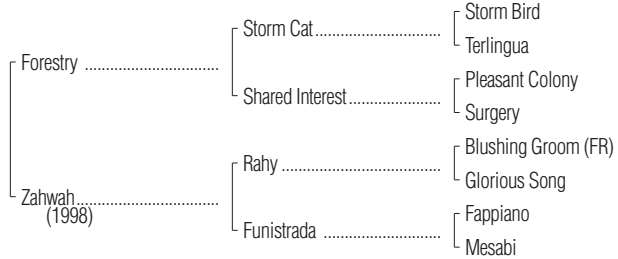 Storm Bird
Storm Cat
Terlingua
Forestry
Pleasant Colony
Shared Interest
Surgery
Blushing Groom (FR)
Rahy
Glorious Song
Zahwah
(1998)
Fappiano
Funistrada
Mesabi